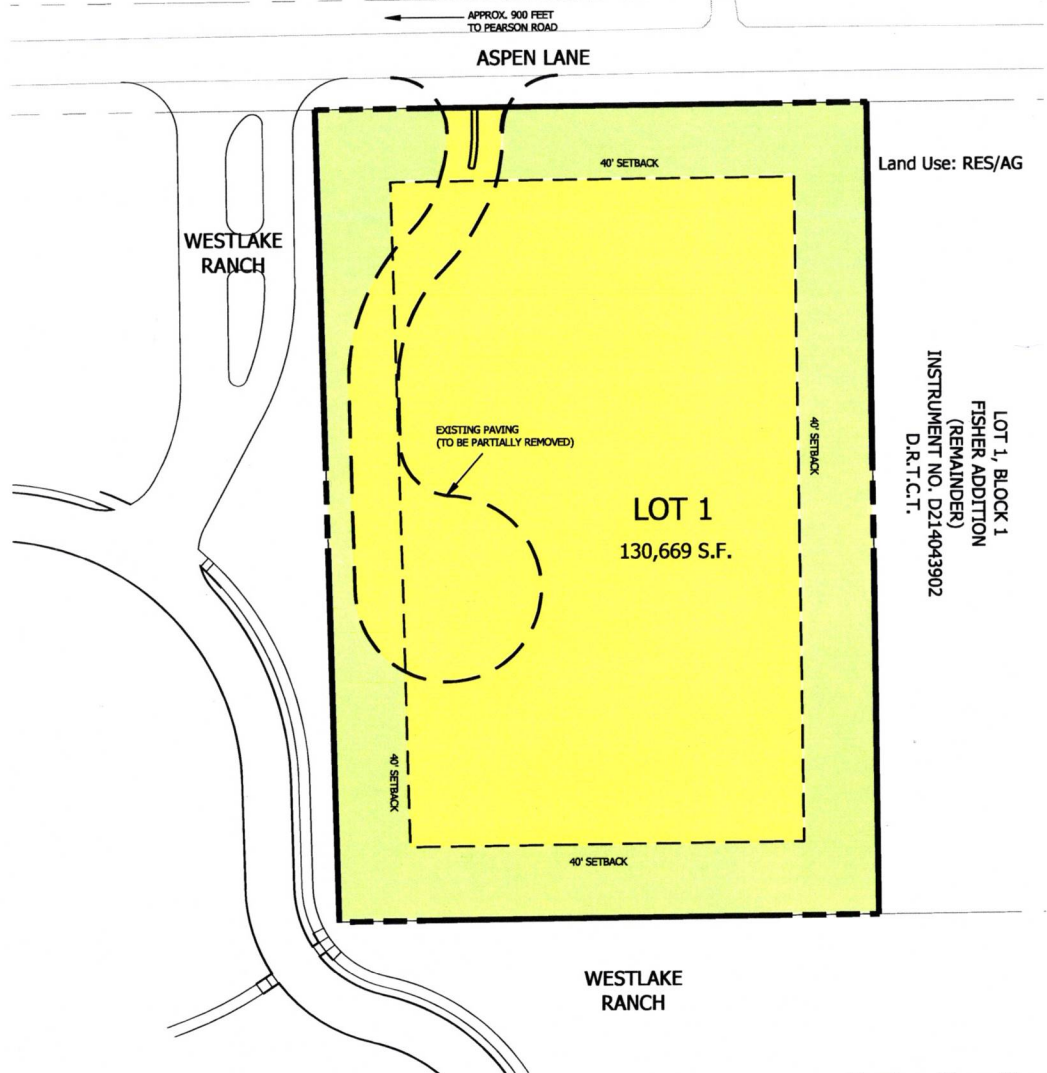 APPROX. 900 FEET
TO PEARSON ROAD
ASPEN LANE
40' SETBACK
Land Use: RES/AG
WESTLAKE
RANCH
EXISTING PAVING
(TO BE PARTIALLY REMOVED)
40' SETBACK
LOT 1
130,669 S.F.
LOT 1, BLOCK 1
FISHER ADDITION
(REMAINDER)
INSTRUMENT NO. D214043902
D.R.T.C.T.
40' SETBACK
40' SETBACK
WESTLAKE
RANCH